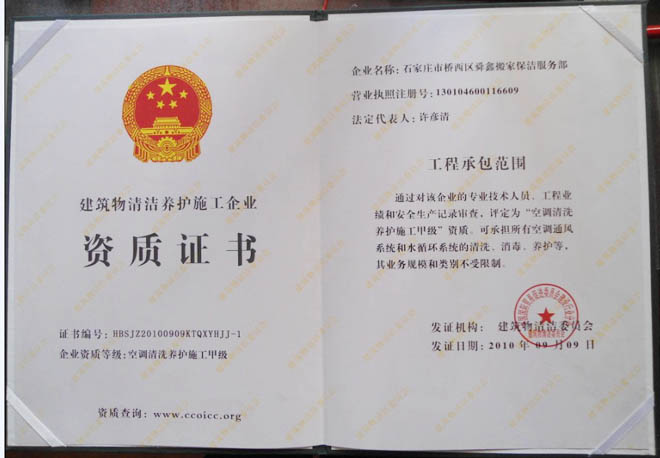 建筑物清洁养护施工企业
资质证书
证书编号:HBSJZ20100909KTQXYHJJ-1
企业资质等级:空调清洗养护施工甲级
资质查询:www.ccoicc.org
企业名称:石家庄市桥西区舜鑫搬家保洁服务部
营业执照注册号:130104600116609
法定代表人:许彦清
工程承包范围
通过对该企业的专业技术人员、工程业
绩和安全生产记录审查,评定为“空调清洗
养护施工甲级”资质。可承担所有空调通风
系统和水循环系统的清洗、消毒、养护等,
其业务规模和类别不受限制。
发证机构: 建筑物清洁委员会
发证日期:2010年09月09日